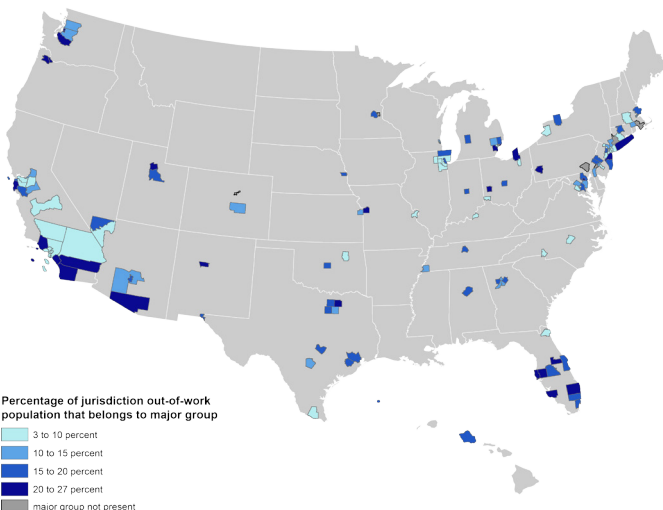 Percentage of jurisdiction out-of-work
population that belongs to major group
3 to 10 percent
10 to 15 percent
15 to 20 percent
20 to 27 percent
major group not present